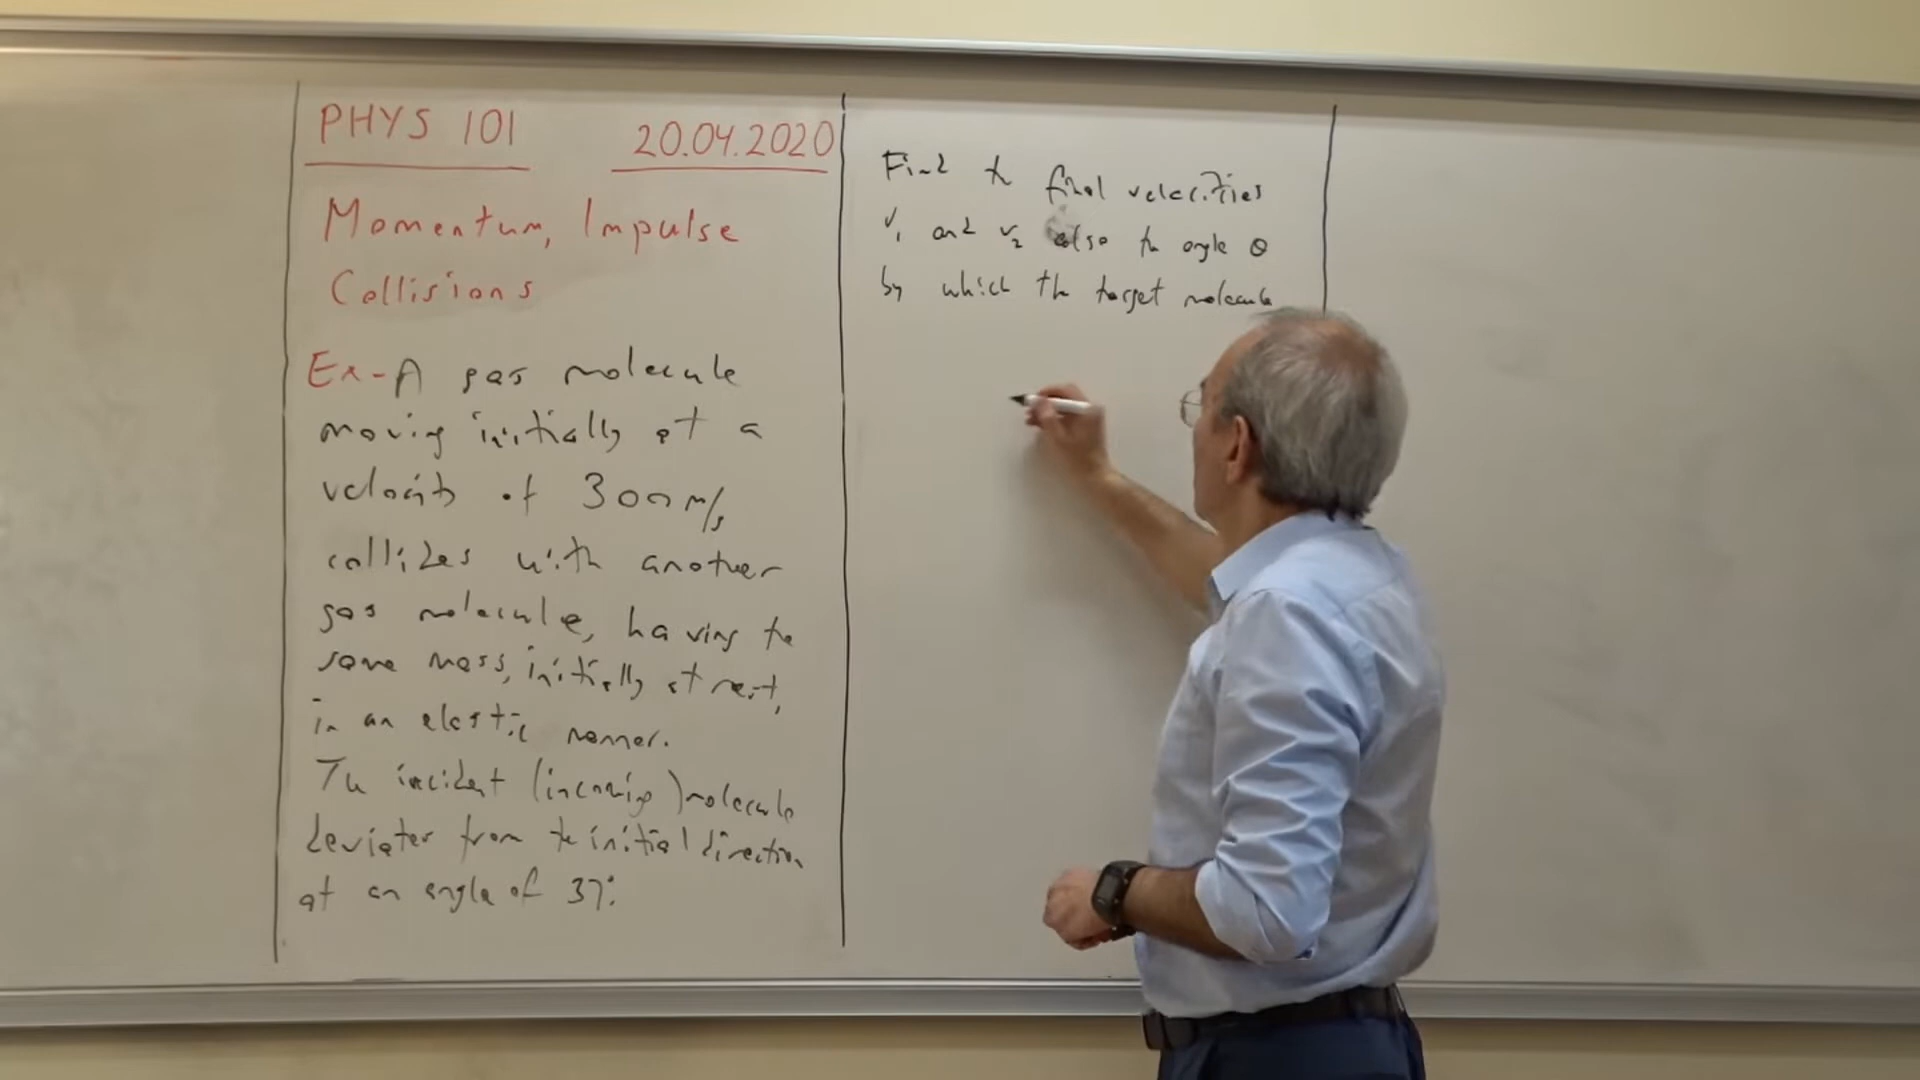 PHYS 101 20.04.2020
Momentum, Impulse
Collisions
Ex-A gas molecule
moving initially at a
velocity of 300 m/s
collides with another
gas molecule, having the
same mass, initially at rest,
in an elastic manner.
The incident (incoming) molecule
deviates from the initial direction
at an angle of 37°.
Find the final velocities
v₁ and v₂ also the angle θ
by which the target molecule